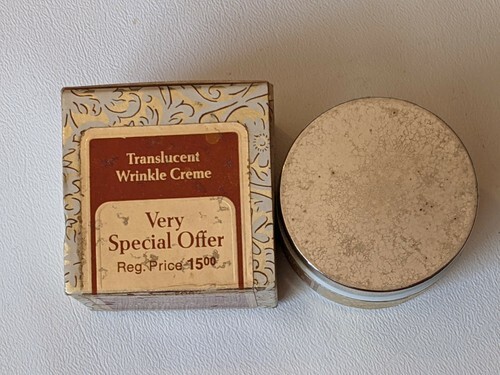 Translucent
Wrinkle Creme
Very
Special Offer
Reg. Price 15⁰⁰